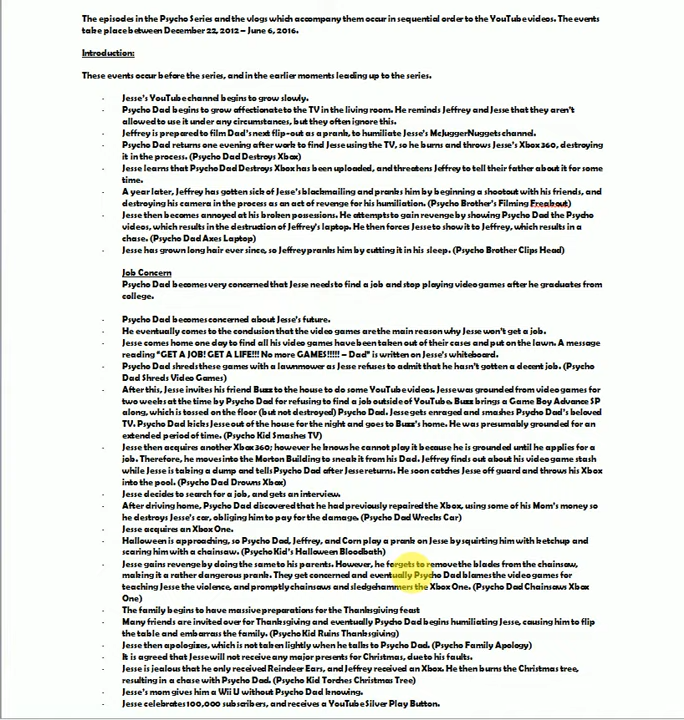 The episodes in the Psycho Series and the vlogs which accompany them occur in sequential order to the YouTube videos. The events
take place between December 22, 2012 – June 6, 2016.
Introduction:
These events occur before the series, and in the earlier moments leading up to the series.
- Jesse's YouTube channel begins to grow slowly.
- Psycho Dad begins to grow affectionate to the TV in the living room. He reminds Jeffrey and Jesse that they aren't
allowed to use it under any circumstances, but they often ignore this.
- Jeffrey is prepared to film Dad's next flip-out as a prank, to humiliate Jesse's McJuggerNuggets channel.
- Psycho Dad returns one evening after work to find Jesse using the TV, so he burns and throws Jesse's Xbox 360, destroying
it in the process. (Psycho Dad Destroys Xbox)
- Jesse learns that Psycho Dad Destroys Xbox has been uploaded, and threatens Jeffrey to tell their father about it for some
time.
- A year later, Jeffrey has gotten sick of Jesse's blackmailing and pranks him by beginning a shootout with his friends, and
destroying his camera in the process as an act of revenge for his humiliation. (Psycho Brother's Filming Freakout)
- Jesse then becomes annoyed at his broken possessions. He attempts to gain revenge by showing Psycho Dad the Psycho
videos, which results in the destruction of Jeffrey's laptop. He then forces Jesse to show it to Jeffrey, which results in a
chase. (Psycho Dad Axes Laptop)
- Jesse has grown long hair ever since, so Jeffrey pranks him by cutting it in his sleep. (Psycho Brother Clips Head)
Job Concern
Psycho Dad becomes very concerned that Jesse needs to find a job and stop playing video games after he graduates from
college.
- Psycho Dad becomes concerned about Jesse's future.
- He eventually comes to the conclusion that the video games are the main reason why Jesse won't get a job.
- Jesse comes home one day to find all his video games have been taken out of their cases and put on the lawn. A message
reading "GET A JOB! GET A LIFE!!! No more GAMES!!!!! – Dad" is written on Jesse's whiteboard.
- Psycho Dad shreds these games with a lawnmower as Jesse refuses to admit that he hasn't gotten a decent job. (Psycho
Dad Shreds Video Games)
- After this, Jesse invites his friend Buzz to the house to do some YouTube videos. Jesse was grounded from video games for
two weeks at the time by Psycho Dad for refusing to find a job outside of YouTube. Buzz brings a Game Boy Advance SP
along, which is tossed on the floor (but not destroyed) Psycho Dad. Jesse gets enraged and smashes Psycho Dad's beloved
TV. Psycho Dad kicks Jesse out of the house for the night and goes to Buzz's home. He was presumably grounded for an
extended period of time. (Psycho Kid Smashes TV)
- Jesse then acquires another Xbox 360; however he knows he cannot play it because he is grounded until he applies for a
job. Therefore, he moves into the Morton Building to sneak it from his Dad. Jeffrey finds out about his video game stash
while Jesse is taking a dump and tells Psycho Dad after Jesse returns. He soon catches Jesse off guard and throws his Xbox
into the pool. (Psycho Dad Drowns Xbox)
- Jesse decides to search for a job, and gets an interview.
- After driving home, Psycho Dad discovered that he had previously repaired the Xbox, using some of his Mom's money so
he destroys Jesse's car, obliging him to pay for the damage. (Psycho Dad Wrecks Car)
- Jesse acquires an Xbox One.
- Halloween is approaching, so Psycho Dad, Jeffrey, and Corn play a prank on Jesse by squirting him with ketchup and
scaring him with a chainsaw. (Psycho Kid's Halloween Bloodbath)
- Jesse gains revenge by doing the same to his parents. However, he forgets to remove the blades from the chainsaw,
making it a rather dangerous prank. They get concerned and eventually Psycho Dad blames the video games for
teaching Jesse the violence, and promptly chainsaws and sledgehammers the Xbox One. (Psycho Dad Chainsaws Xbox
One)
- The family begins to have massive preparations for the Thanksgiving feast
- Many friends are invited over for Thanksgiving and eventually Psycho Dad begins humiliating Jesse, causing him to flip
the table and embarrass the family. (Psycho Kid Ruins Thanksgiving)
- Jesse then apologizes, which is not taken lightly when he talks to Psycho Dad. (Psycho Family Apology)
- It is agreed that Jesse will not receive any major presents for Christmas, due to his faults.
- Jesse is jealous that he only received Reindeer Ears, and Jeffrey received an Xbox. He then burns the Christmas tree,
resulting in a chase with Psycho Dad. (Psycho Kid Torches Christmas Tree)
- Jesse's mom gives him a Wii U without Psycho Dad knowing.
- Jesse celebrates 100,000 subscribers, and receives a YouTube Silver Play Button.